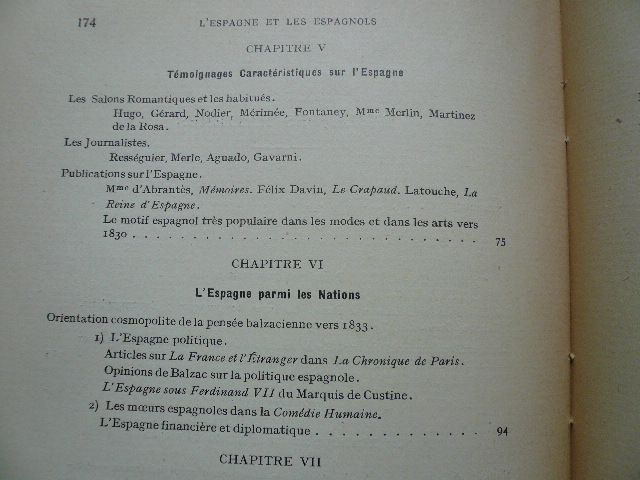 174 L'ESPAGNE ET LES ESPAGNOLS
CHAPITRE V
Témoignages Caractéristiques sur l'Espagne
Les Salons Romantiques et les habitués.
Hugo, Gérard, Nodier, Mérimée, Fontaney, Mme Merlin, Martinez
de la Rosa.
Les Journalistes.
Rességuier, Merle, Aguado, Gavarni.
Publications sur l'Espagne.
Mme d'Abrantès, Mémoires. Félix Davin, Le Crapaud. Latouche, La
Reine d'Espagne.
Le motif espagnol très populaire dans les modes et dans les arts vers
1830 . . . . . . . . . . . . . . . . . . . . . . . . . . . 75
CHAPITRE VI
L'Espagne parmi les Nations
Orientation cosmopolite de la pensée balzacienne vers 1833.
1) L'Espagne politique.
Articles sur La France et l'Étranger dans La Chronique de Paris.
Opinions de Balzac sur la politique espagnole.
L'Espagne sous Ferdinand VII du Marquis de Custine.
2) Les mœurs espagnoles dans la Comédie Humaine.
L'Espagne financière et diplomatique . . . . . . . . . . . . . 94
CHAPITRE VII